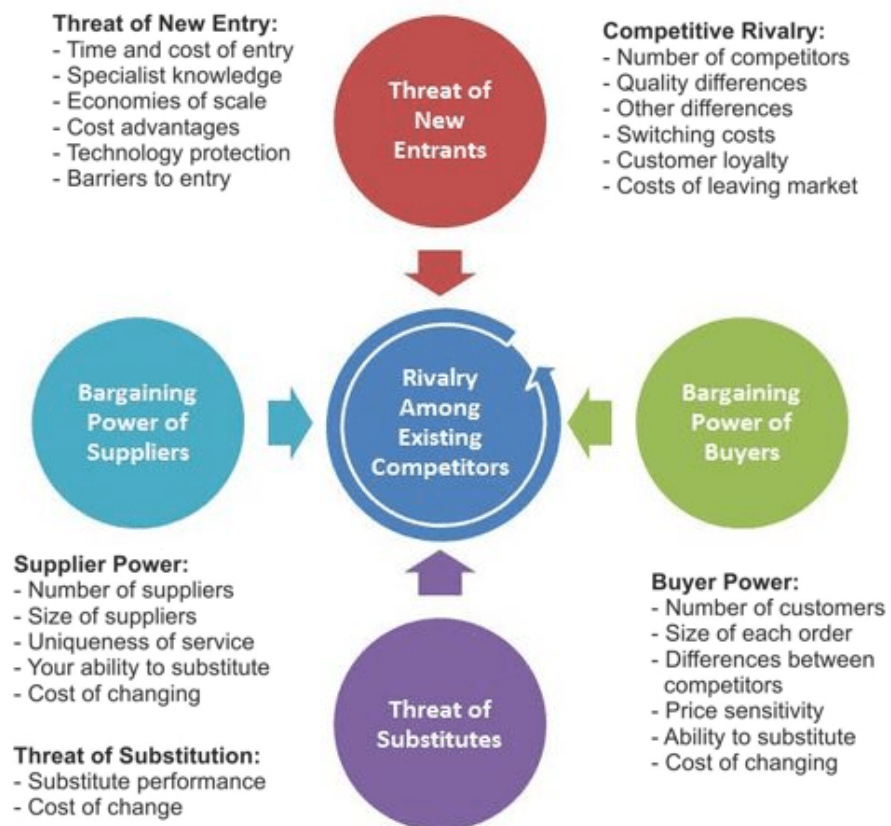 Threat of New Entry:
- Time and cost of entry
- Specialist knowledge
- Economies of scale
- Cost advantages
- Technology protection
- Barriers to entry
Threat of
New
Entrants
Competitive Rivalry:
- Number of competitors
- Quality differences
- Other differences
- Switching costs
- Customer loyalty
- Costs of leaving market
Bargaining
Power of
Suppliers
Rivalry
Among
Existing
Competitors
Bargaining
Power of
Buyers
Supplier Power:
- Number of suppliers
- Size of suppliers
- Uniqueness of service
- Your ability to substitute
- Cost of changing
Threat of Substitution:
- Substitute performance
- Cost of change
Threat of
Substitutes
Buyer Power:
- Number of customers
- Size of each order
- Differences between
competitors
- Price sensitivity
- Ability to substitute
- Cost of changing